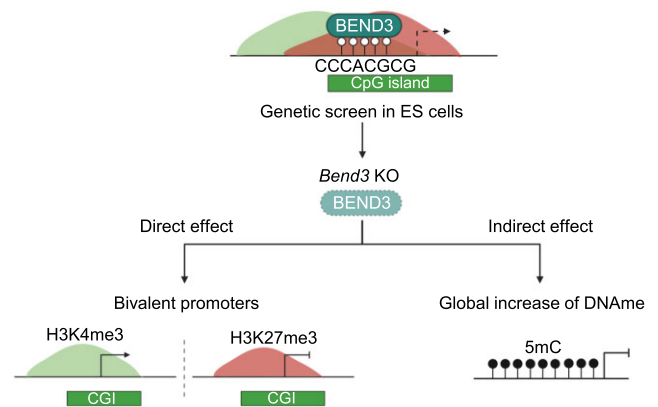 BEND3
CCCACGCG
CpG island
Genetic screen in ES cells
Bend3 KO
BEND3
Direct effect
Indirect effect
Bivalent promoters
Global increase of DNAme
H3K4me3
H3K27me3
5mC
CGI
CGI